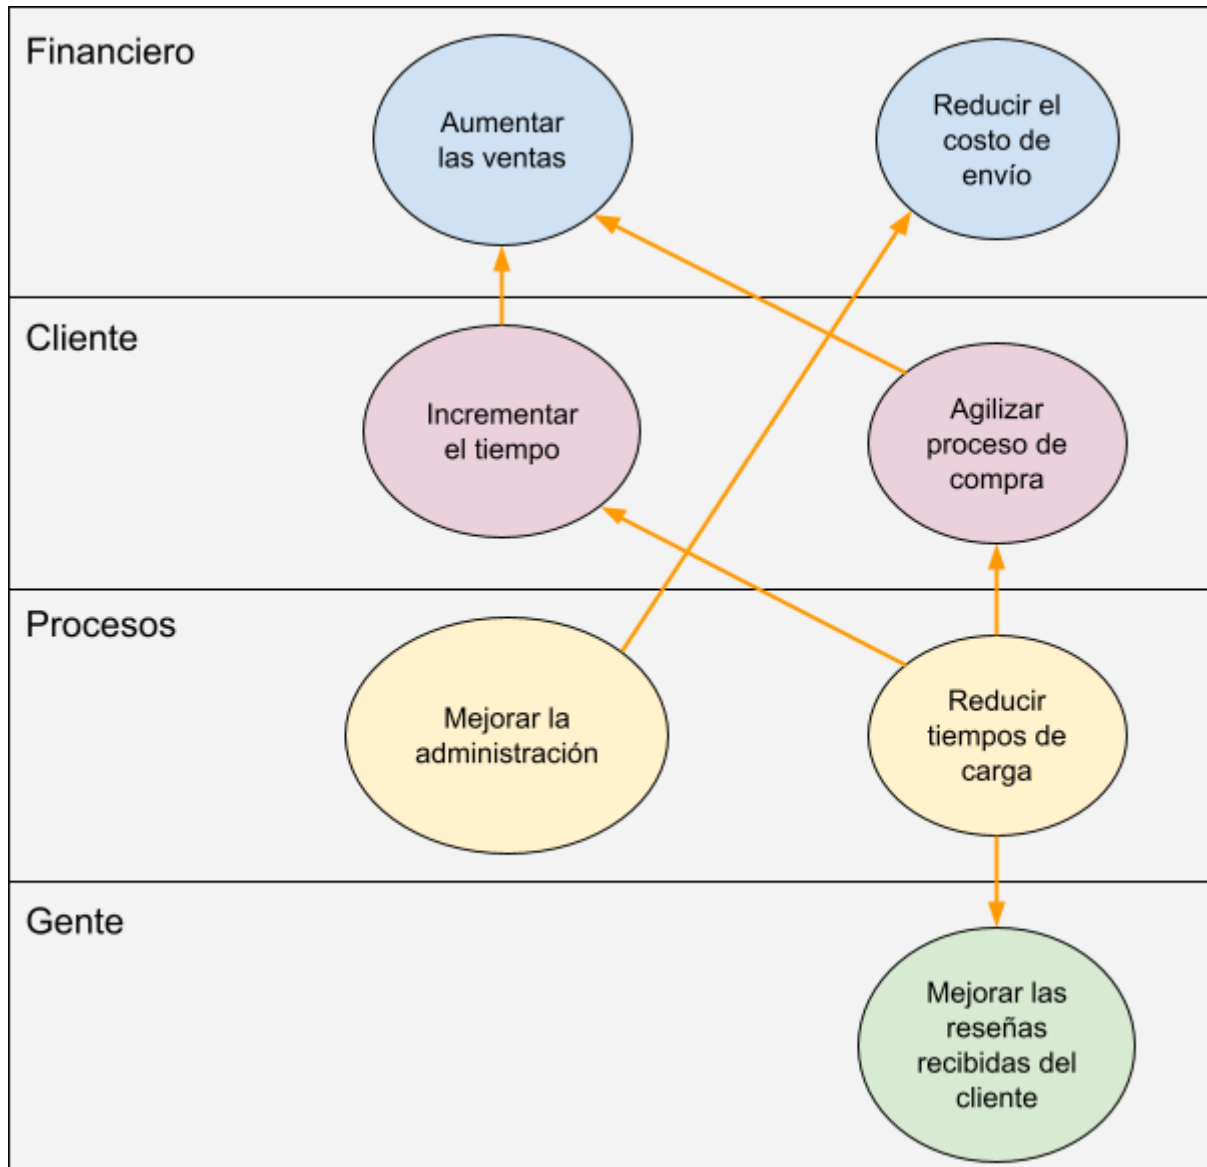 Financiero
Aumentar
las ventas
Reducir el
costo de
envío
Cliente
Incrementar
el tiempo
Agilizar
proceso de
compra
Procesos
Mejorar la
administración
Reducir
tiempos de
carga
Gente
Mejorar las
reseñas
recibidas del
cliente